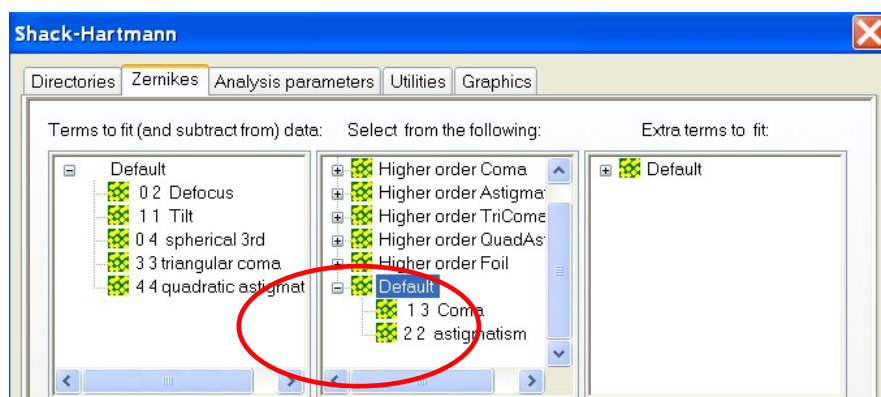 Shack-Hartmann
Directories Zernikes Analysis parameters Utilities Graphics
Terms to fit (and subtract from) data:
Default
0 2 Defocus
1 1 Tilt
0 4 spherical 3rd
3 3 triangular coma
4 4 quadratic astigmat
Select from the following:
Higher order Coma
Higher order Astigma
Higher order TriComa
Higher order QuadAs
Higher order Foil
Default
1 3 Coma
2 2 astigmatism
Extra terms to fit:
Default